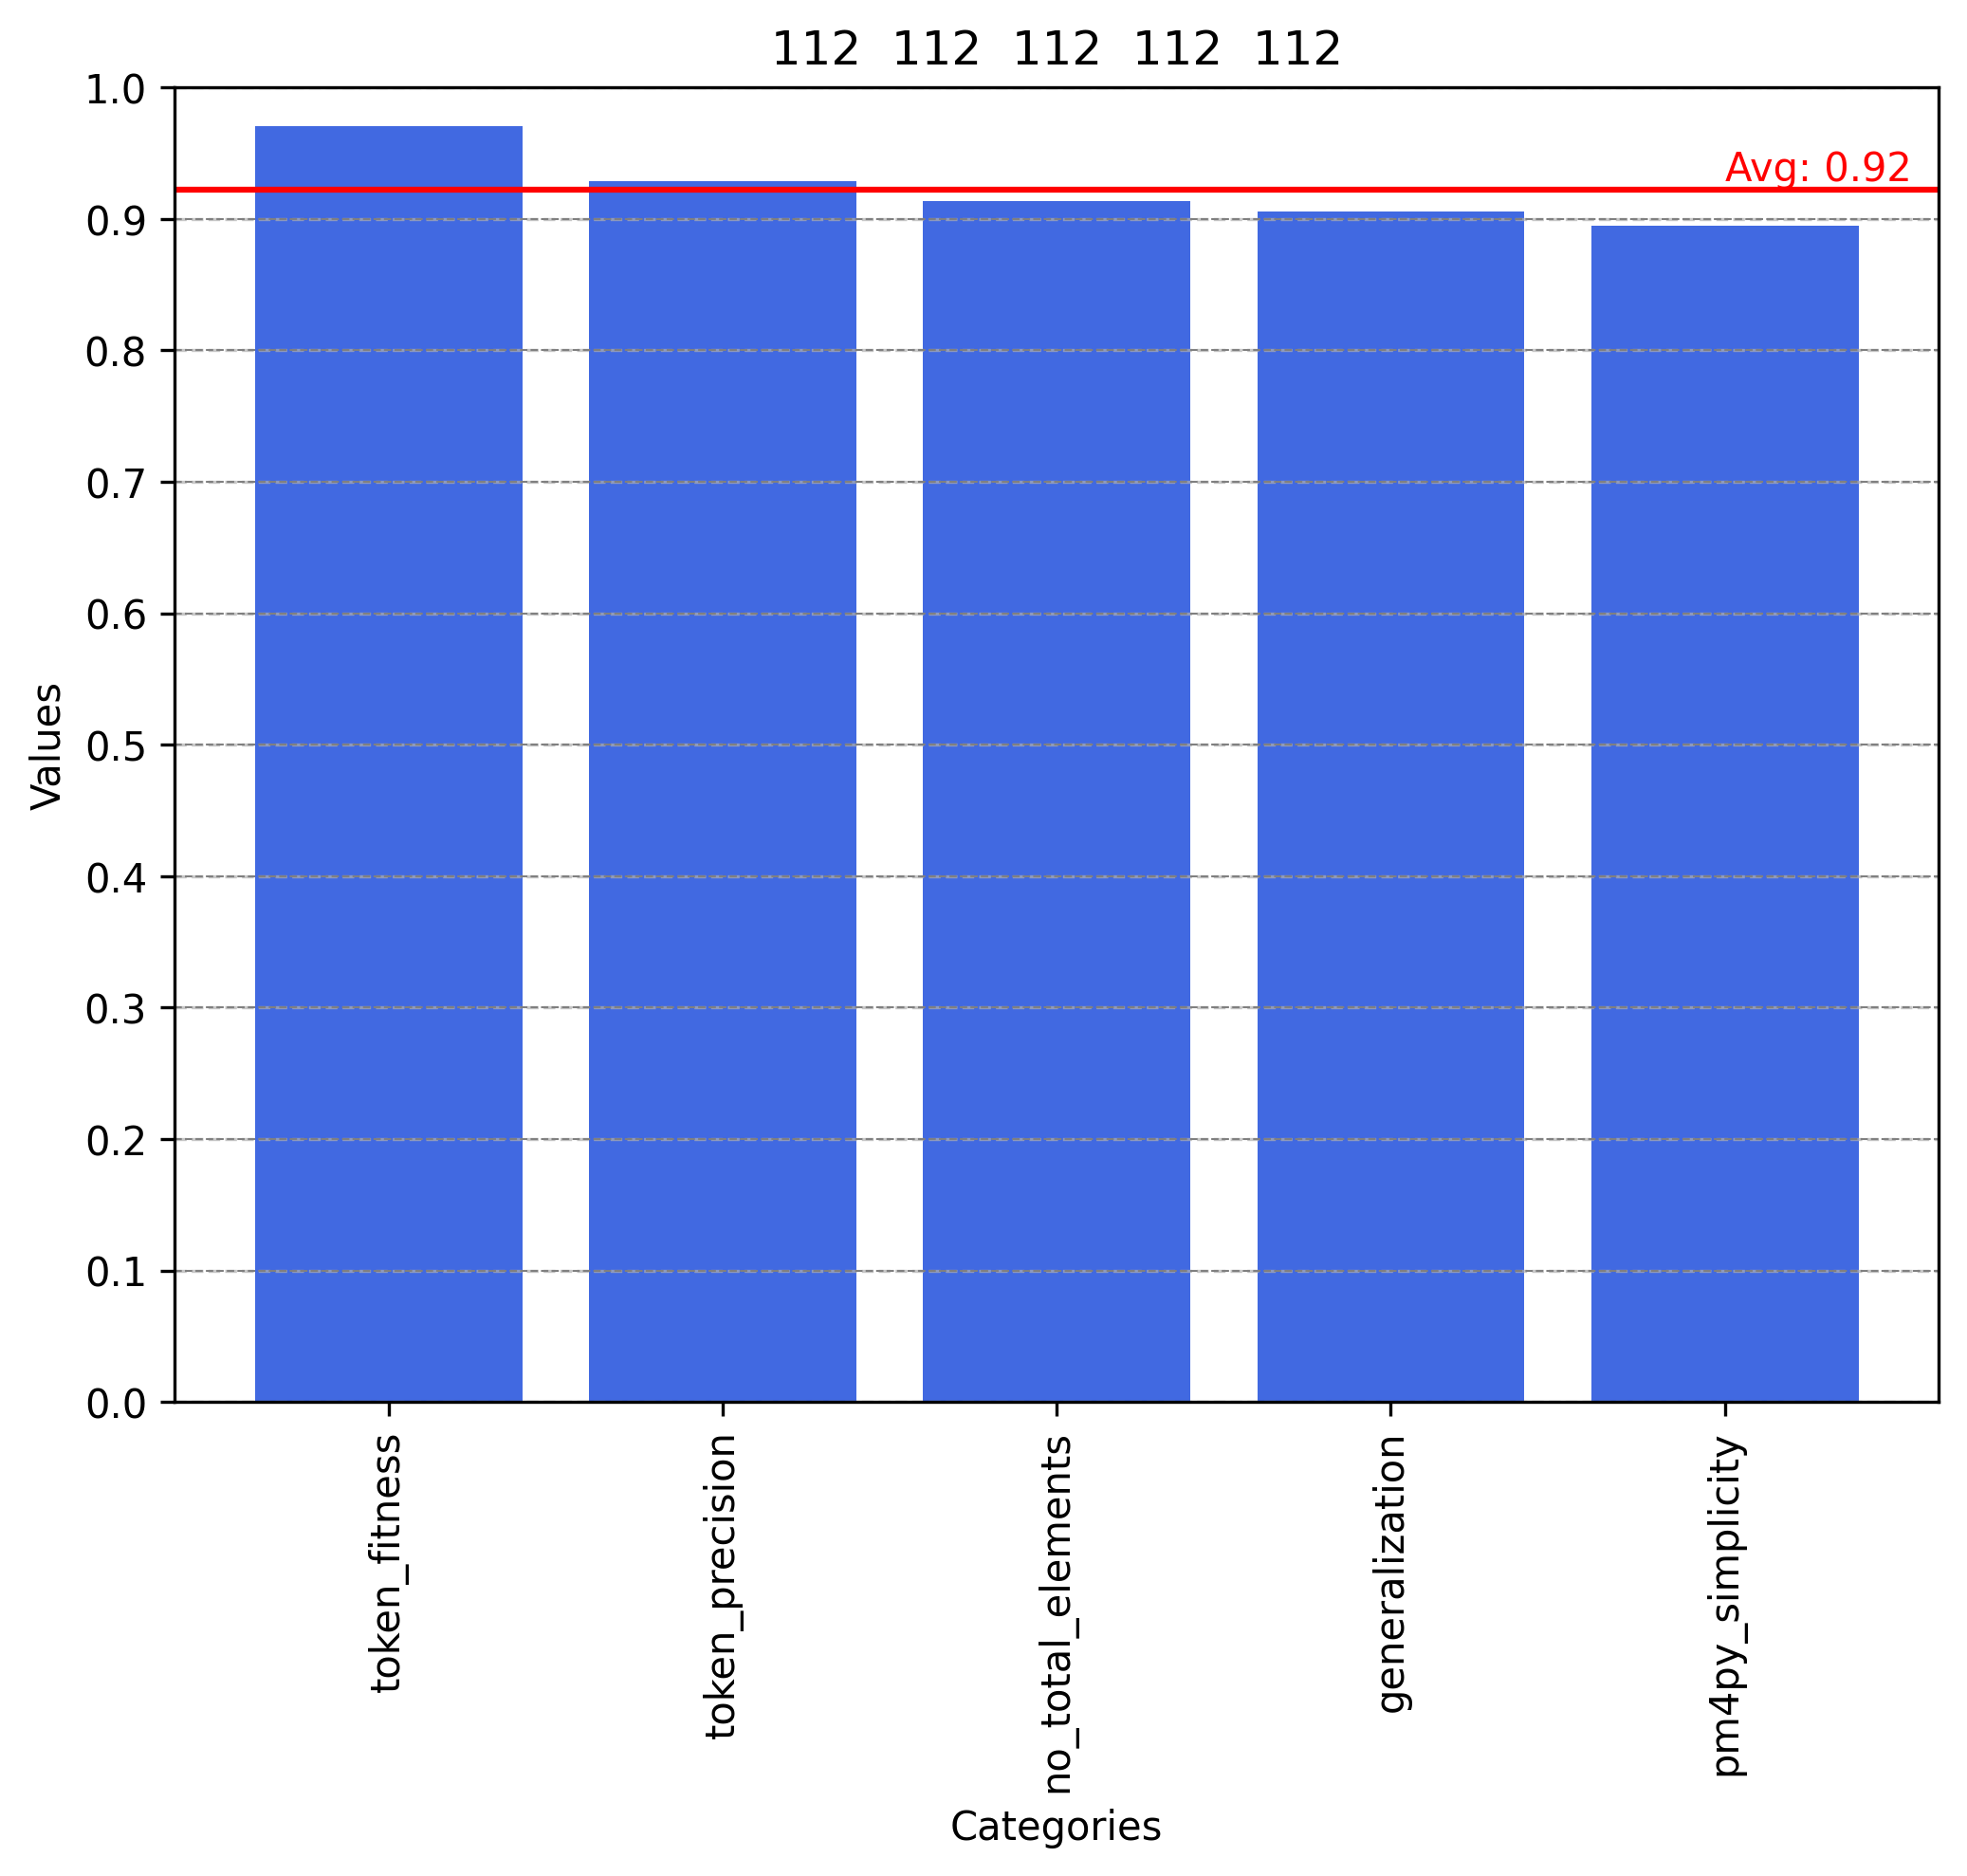 112 112 112 112 112
1.0
Avg: 0.92
0.9
0.8
0.7
0.6
0.5
0.4
0.3
0.2
0.1
0.0
Values
token_fitness
token_precision
no_total_elements
generalization
pm4py_simplicity
Categories